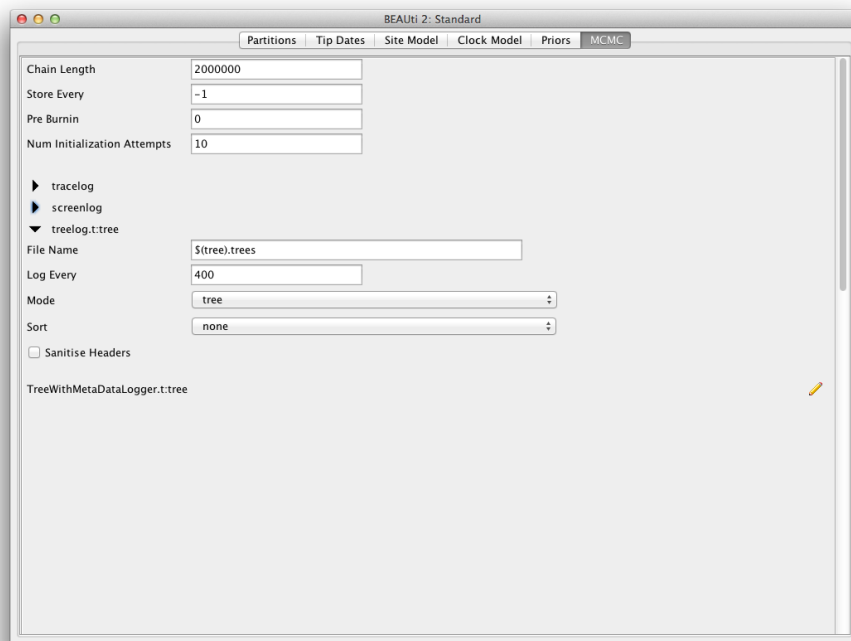 BEAUti 2: Standard
Partitions Tip Dates Site Model Clock Model Priors MCMC
Chain Length 2000000
Store Every -1
Pre Burnin 0
Num Initialization Attempts 10
tracelog
screenlog
treelog.t:tree
File Name $(tree).trees
Log Every 400
Mode tree
Sort none
Sanitise Headers
TreeWithMetaDataLogger.t:tree